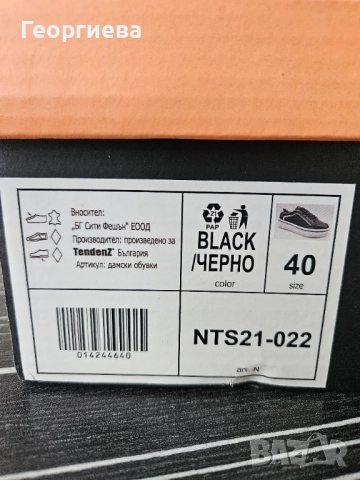 Георгиева
Вносител:
„БГ Сити Фешън" ЕООД
Производител: произведено за
TendenZ България
Артикул: дамски обувки
21
PAP
BLACK
/ЧЕРНО
color
40
size
014244640
NTS21-022
art. N
BAZAR